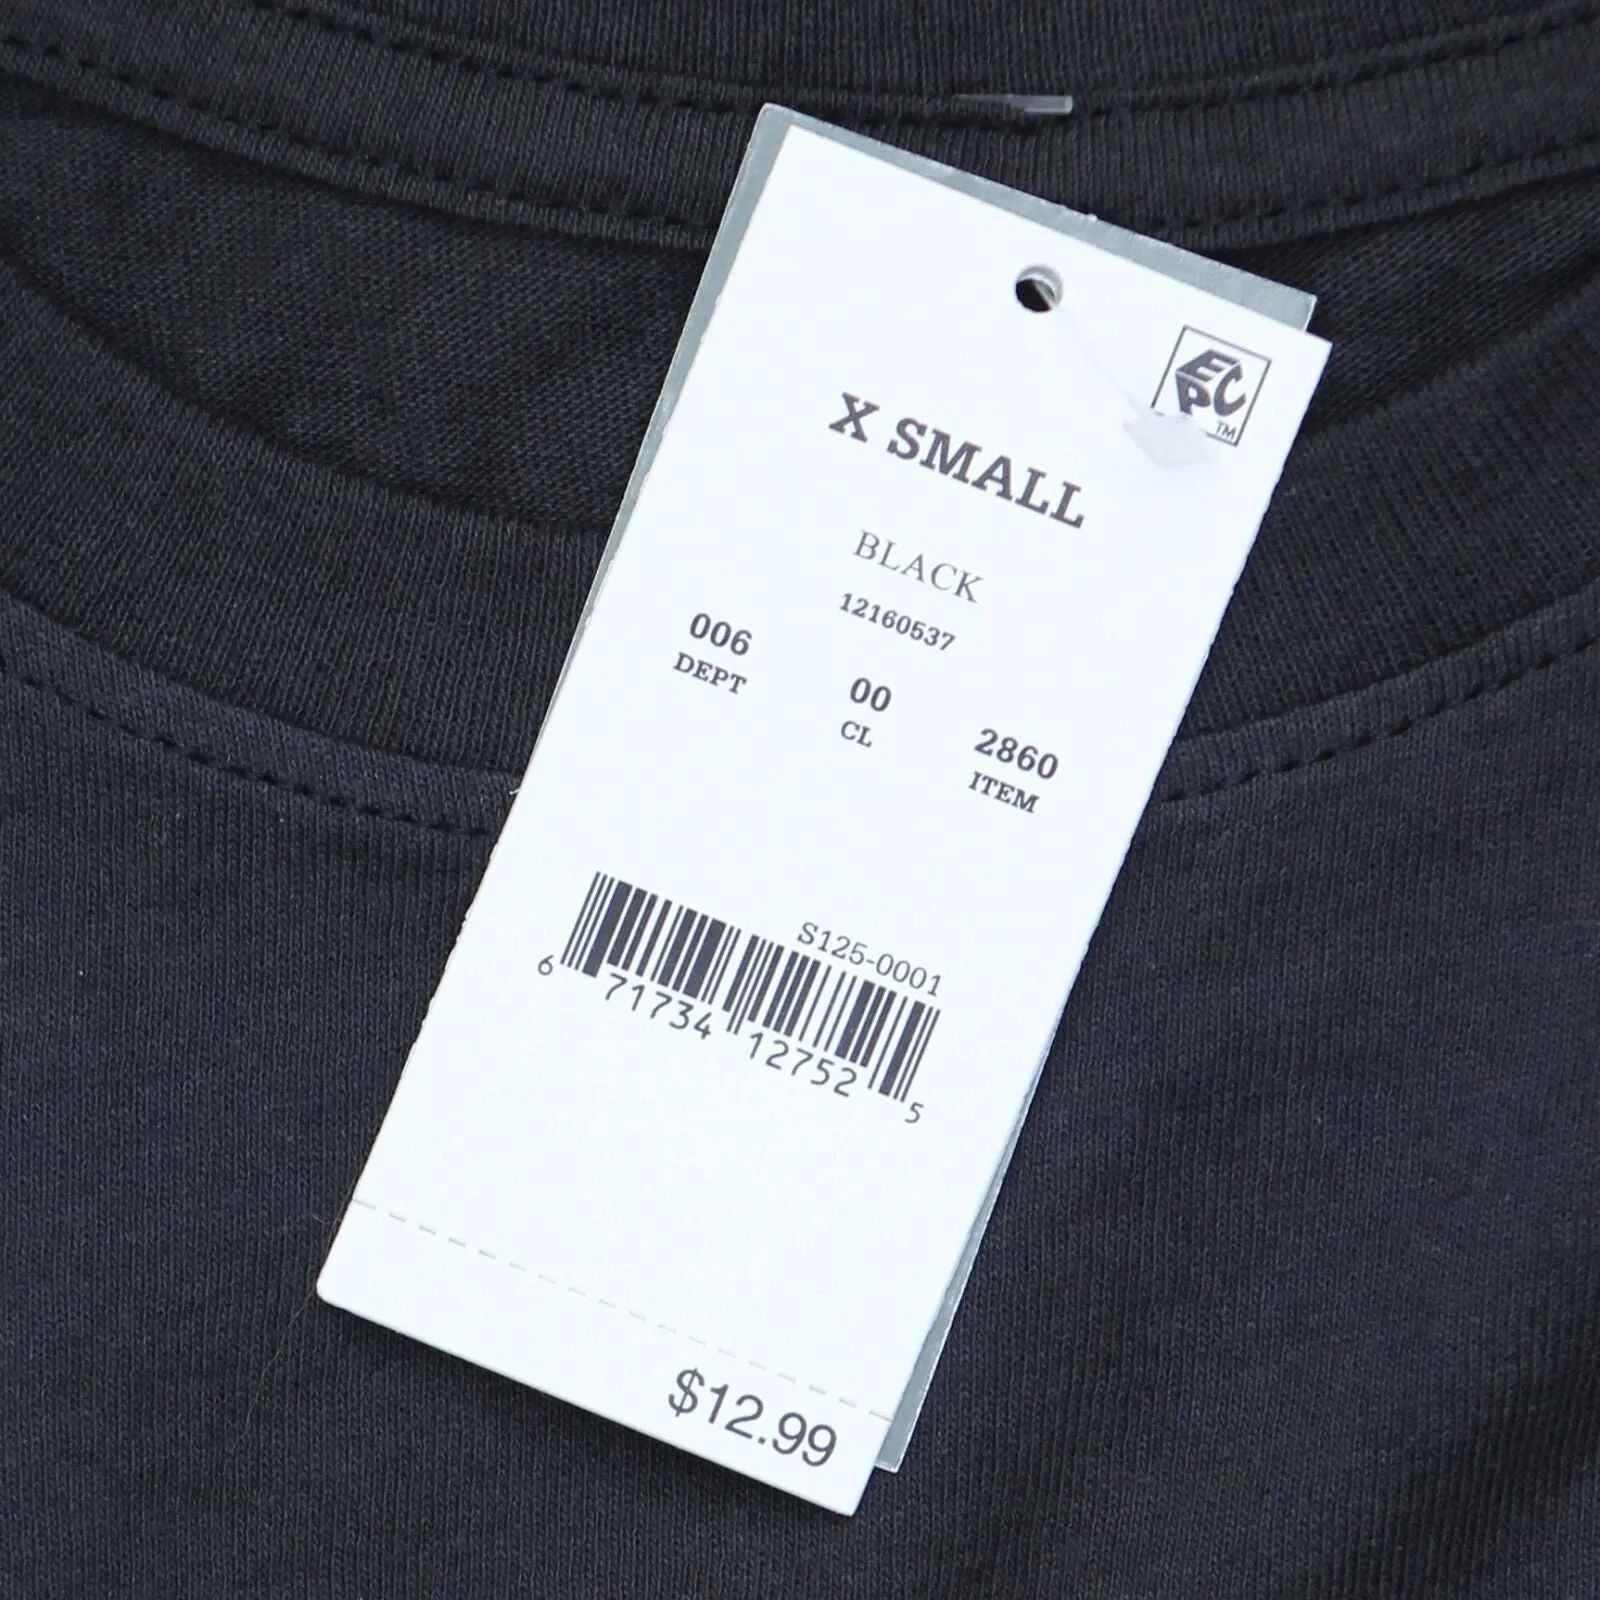 EPC
TM
X SMALL
BLACK
12160537
006
DEPT
00
CL
2860
ITEM
S125-0001
6 71734 12752 5
$12.99